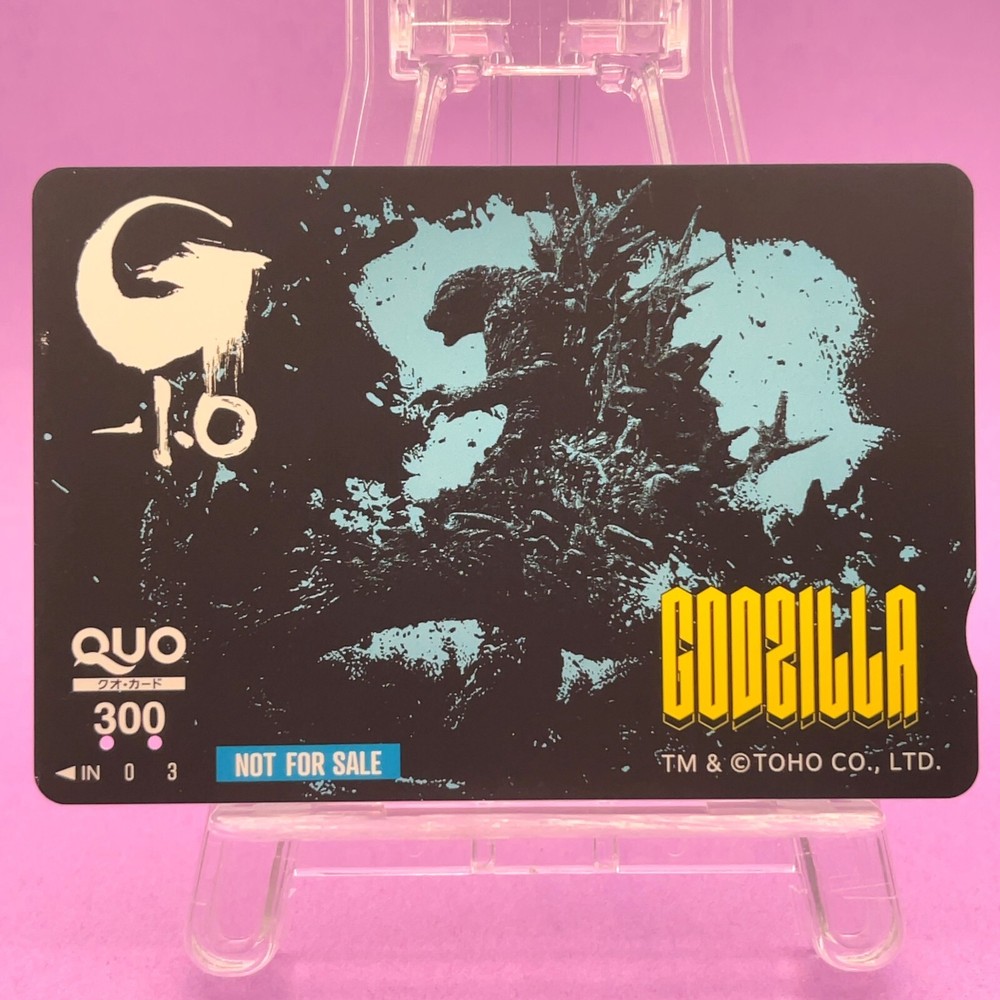 G
-1.0
QUO
クオ・カード
300
◀IN 0 3
NOT FOR SALE
GODZILLA
TM & ©TOHO CO., LTD.